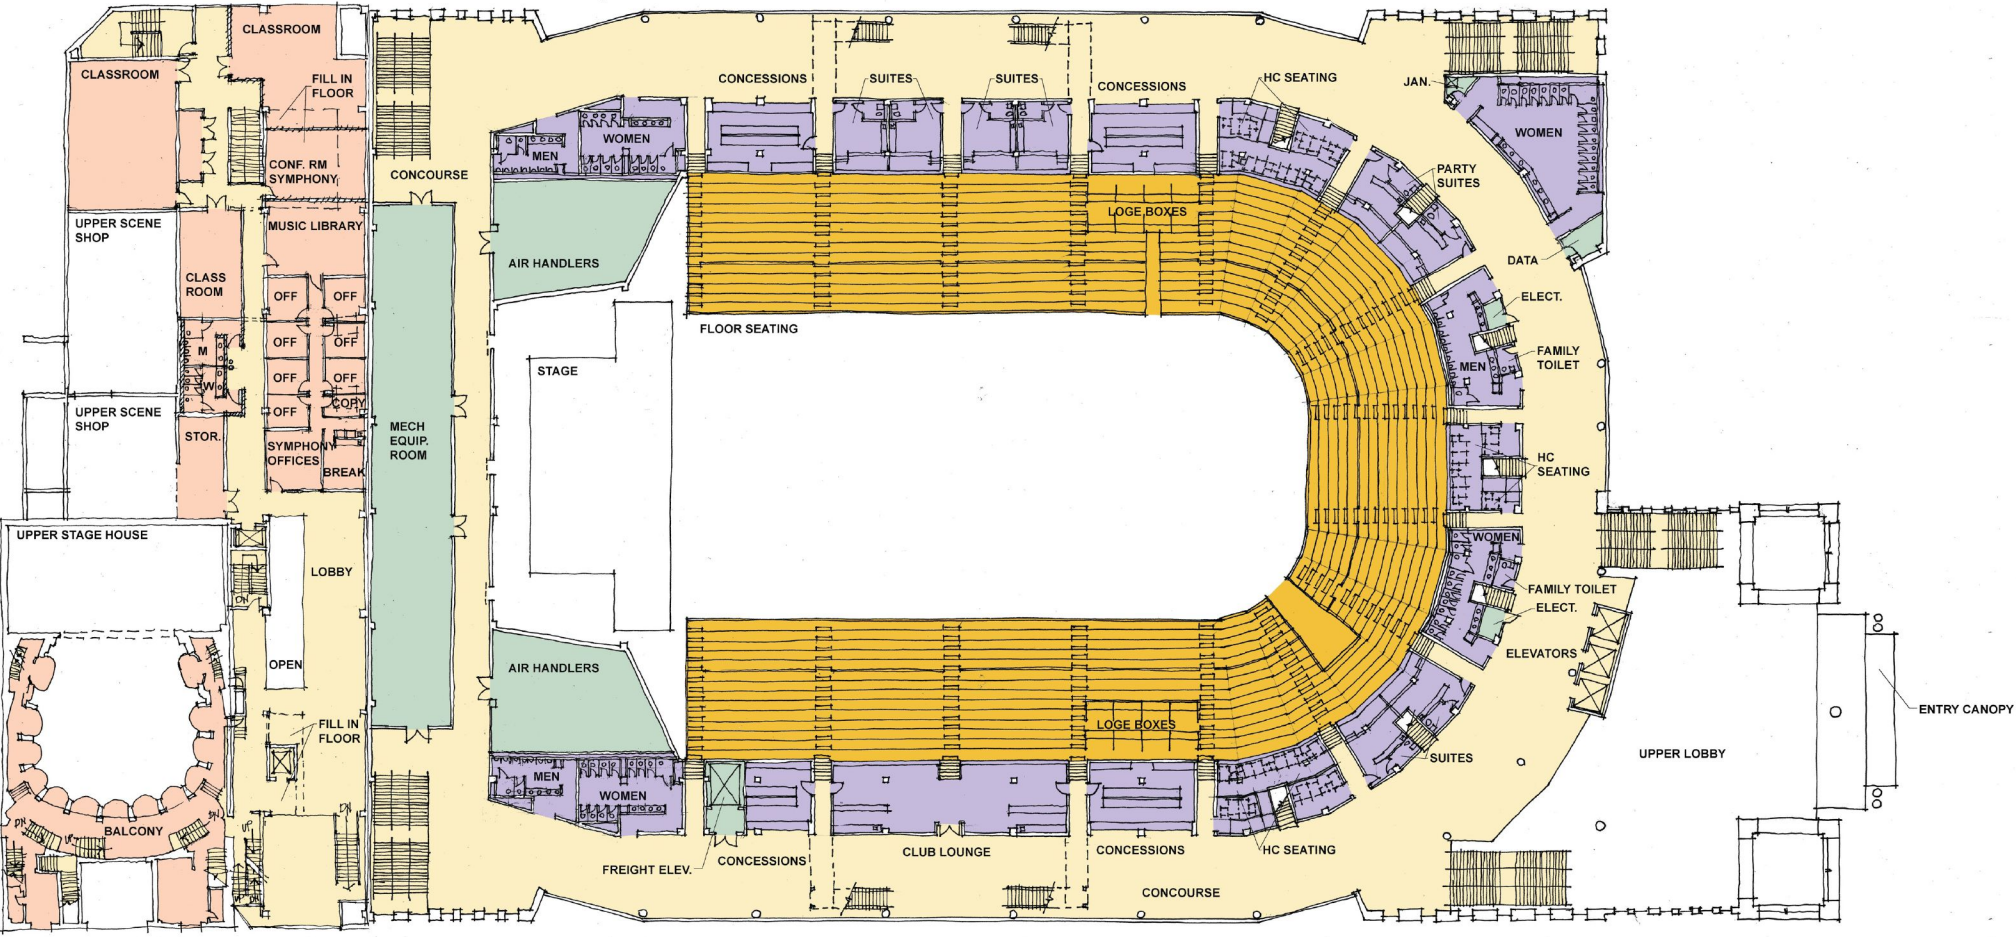 CLASSROOM
CLASSROOM
FILL IN
FLOOR
CONF. RM
SYMPHONY
CONCOURSE
UPPER SCENE
SHOP
MUSIC LIBRARY
CLASS
ROOM
OFF
OFF
OFF
OFF
M
OFF
OFF
W
OFF
COPY
UPPER SCENE
SHOP
STOR.
SYMPHONY
OFFICES
BREAK
MECH
EQUIP.
ROOM
UPPER STAGE HOUSE
LOBBY
OPEN
FILL IN
FLOOR
BALCONY
DN
DN
DN
CONCESSIONS
SUITES
SUITES
CONCESSIONS
HC SEATING
JAN.
WOMEN
MEN
WOMEN
PARTY
SUITES
LOGE BOXES
AIR HANDLERS
DATA
ELECT.
FLOOR SEATING
FAMILY
TOILET
MEN
STAGE
HC
SEATING
WOMEN
FAMILY TOILET
ELECT.
AIR HANDLERS
ELEVATORS
ENTRY CANOPY
LOGE BOXES
UPPER LOBBY
SUITES
MEN
WOMEN
FREIGHT ELEV.
CONCESSIONS
CLUB LOUNGE
CONCESSIONS
HC SEATING
CONCOURSE